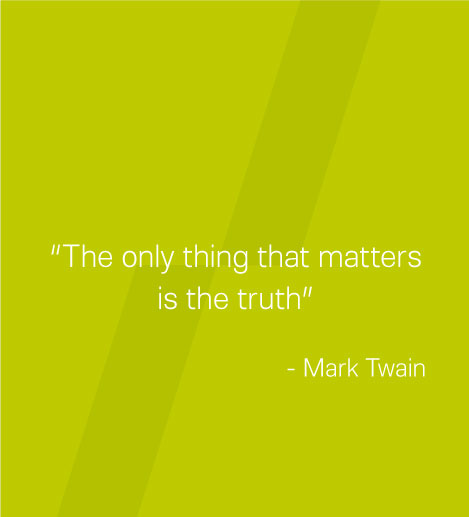 “The only thing that matters
is the truth”
- Mark Twain